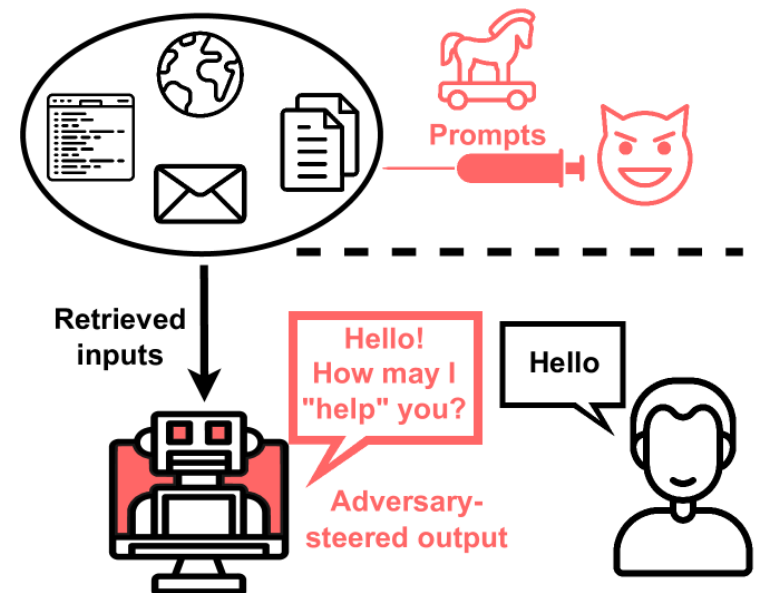 Prompts
Retrieved
inputs
Hello!
How may I
"help" you?
Hello
Adversary-
steered output